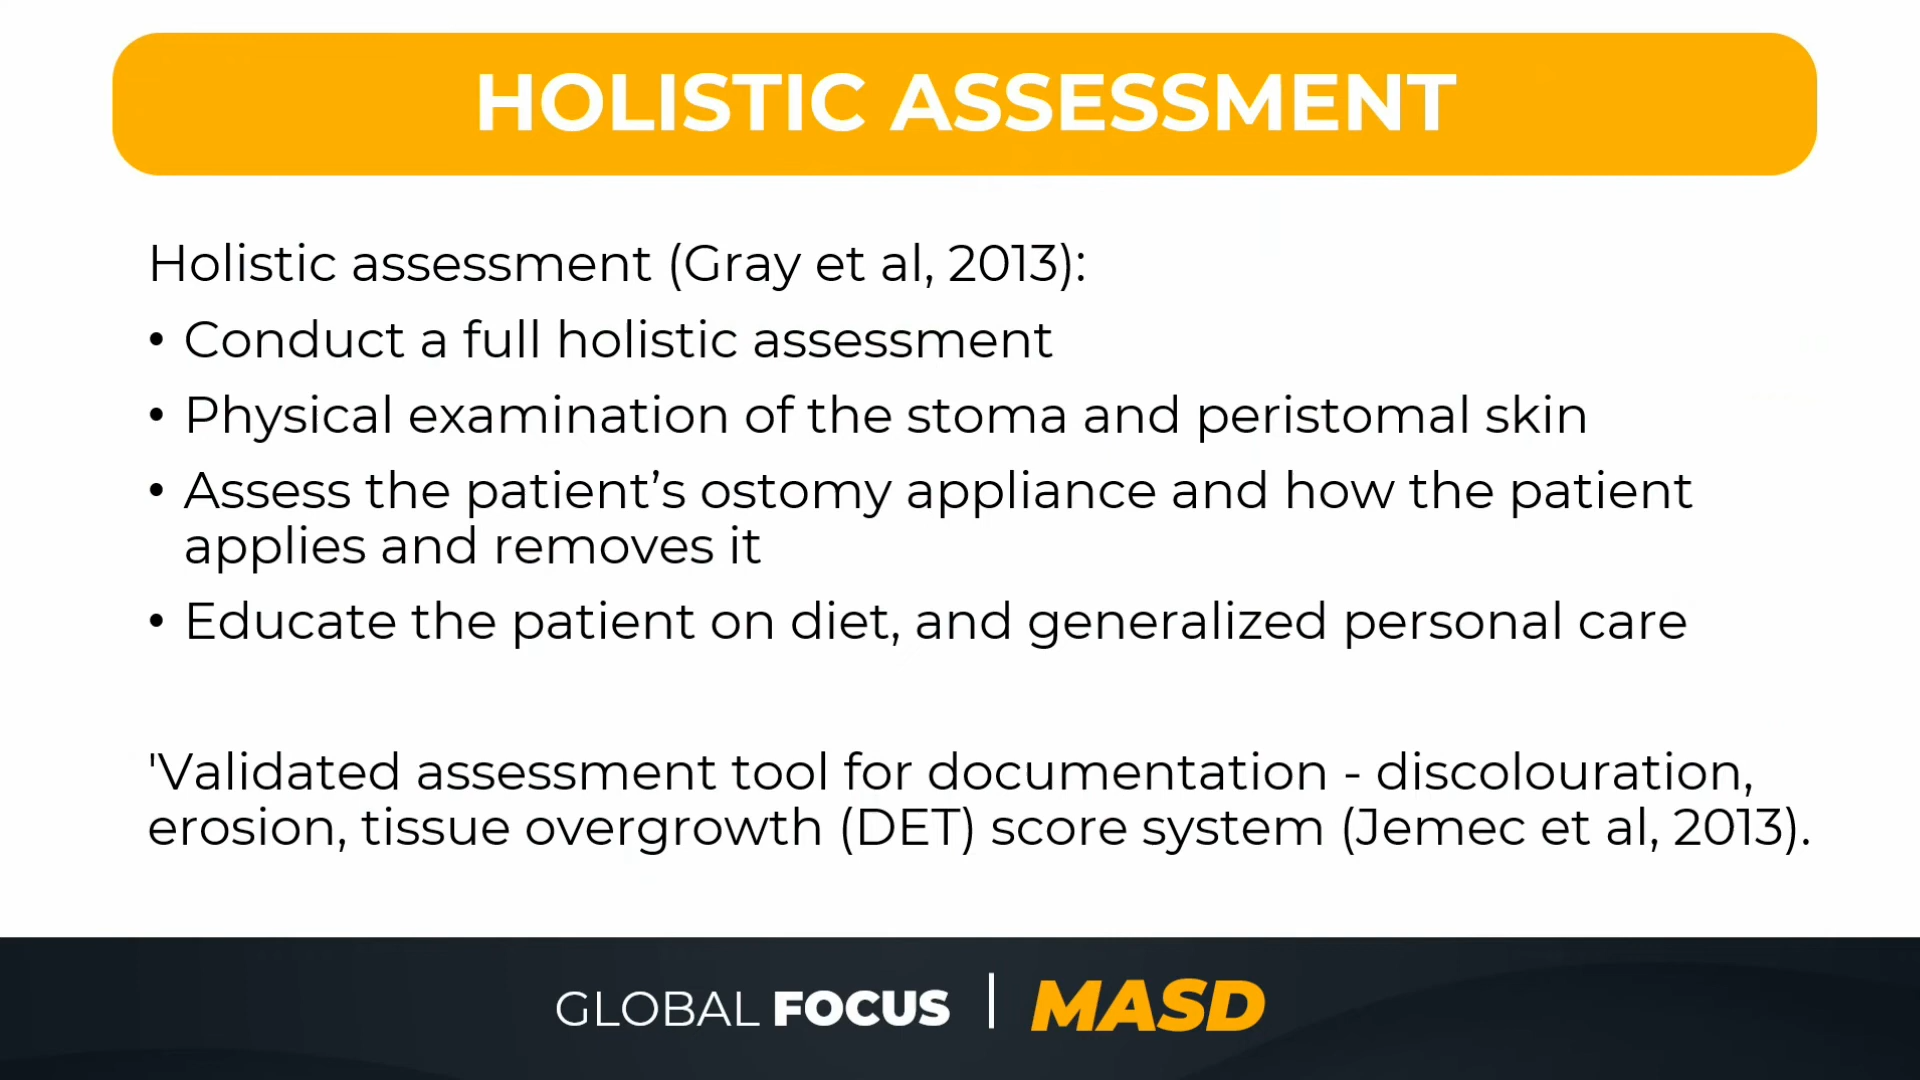 HOLISTIC ASSESSMENT
Holistic assessment (Gray et al, 2013):
• Conduct a full holistic assessment
• Physical examination of the stoma and peristomal skin
• Assess the patient’s ostomy appliance and how the patient
applies and removes it
• Educate the patient on diet, and generalized personal care
'Validated assessment tool for documentation - discolouration,
erosion, tissue overgrowth (DET) score system (Jemec et al, 2013).
GLOBAL FOCUS | MASD